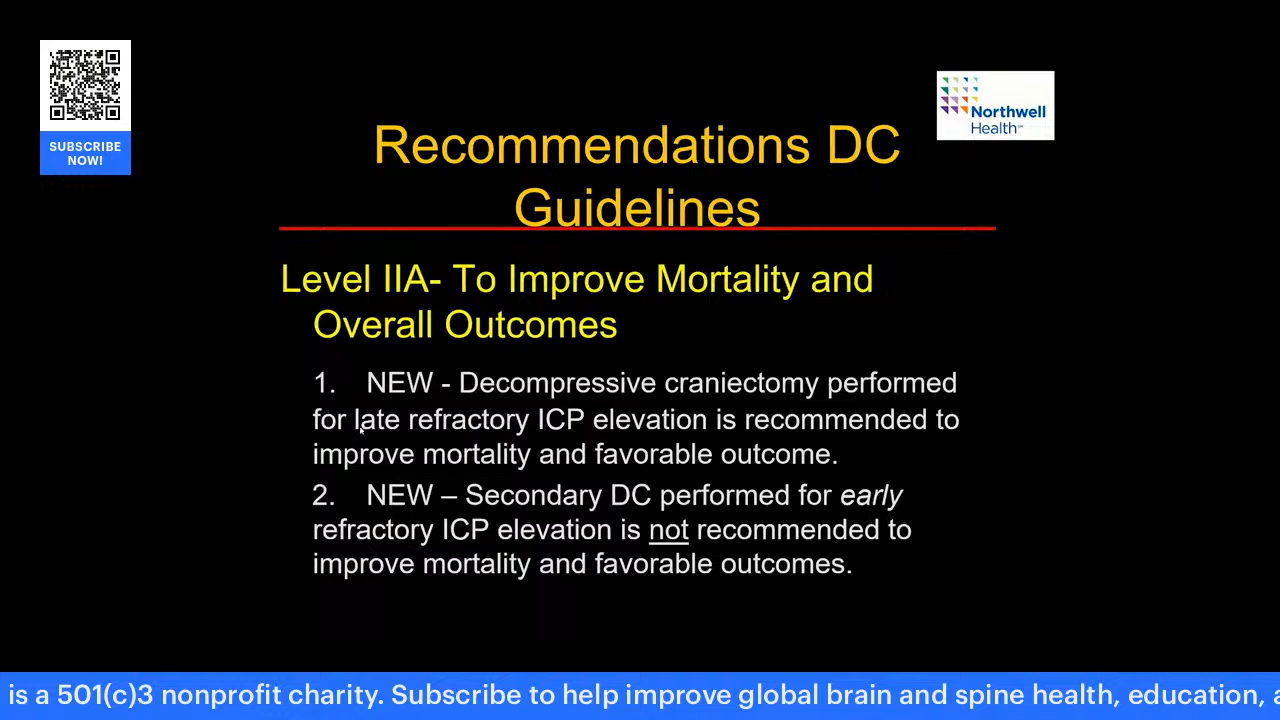 SUBSCRIBE
NOW!
Northwell
Health℠
Recommendations DC
Guidelines
Level IIA- To Improve Mortality and
Overall Outcomes
1. NEW - Decompressive craniectomy performed
for late refractory ICP elevation is recommended to
improve mortality and favorable outcome.
2. NEW – Secondary DC performed for early
refractory ICP elevation is not recommended to
improve mortality and favorable outcomes.
is a 501(c)3 nonprofit charity. Subscribe to help improve global brain and spine health, education,